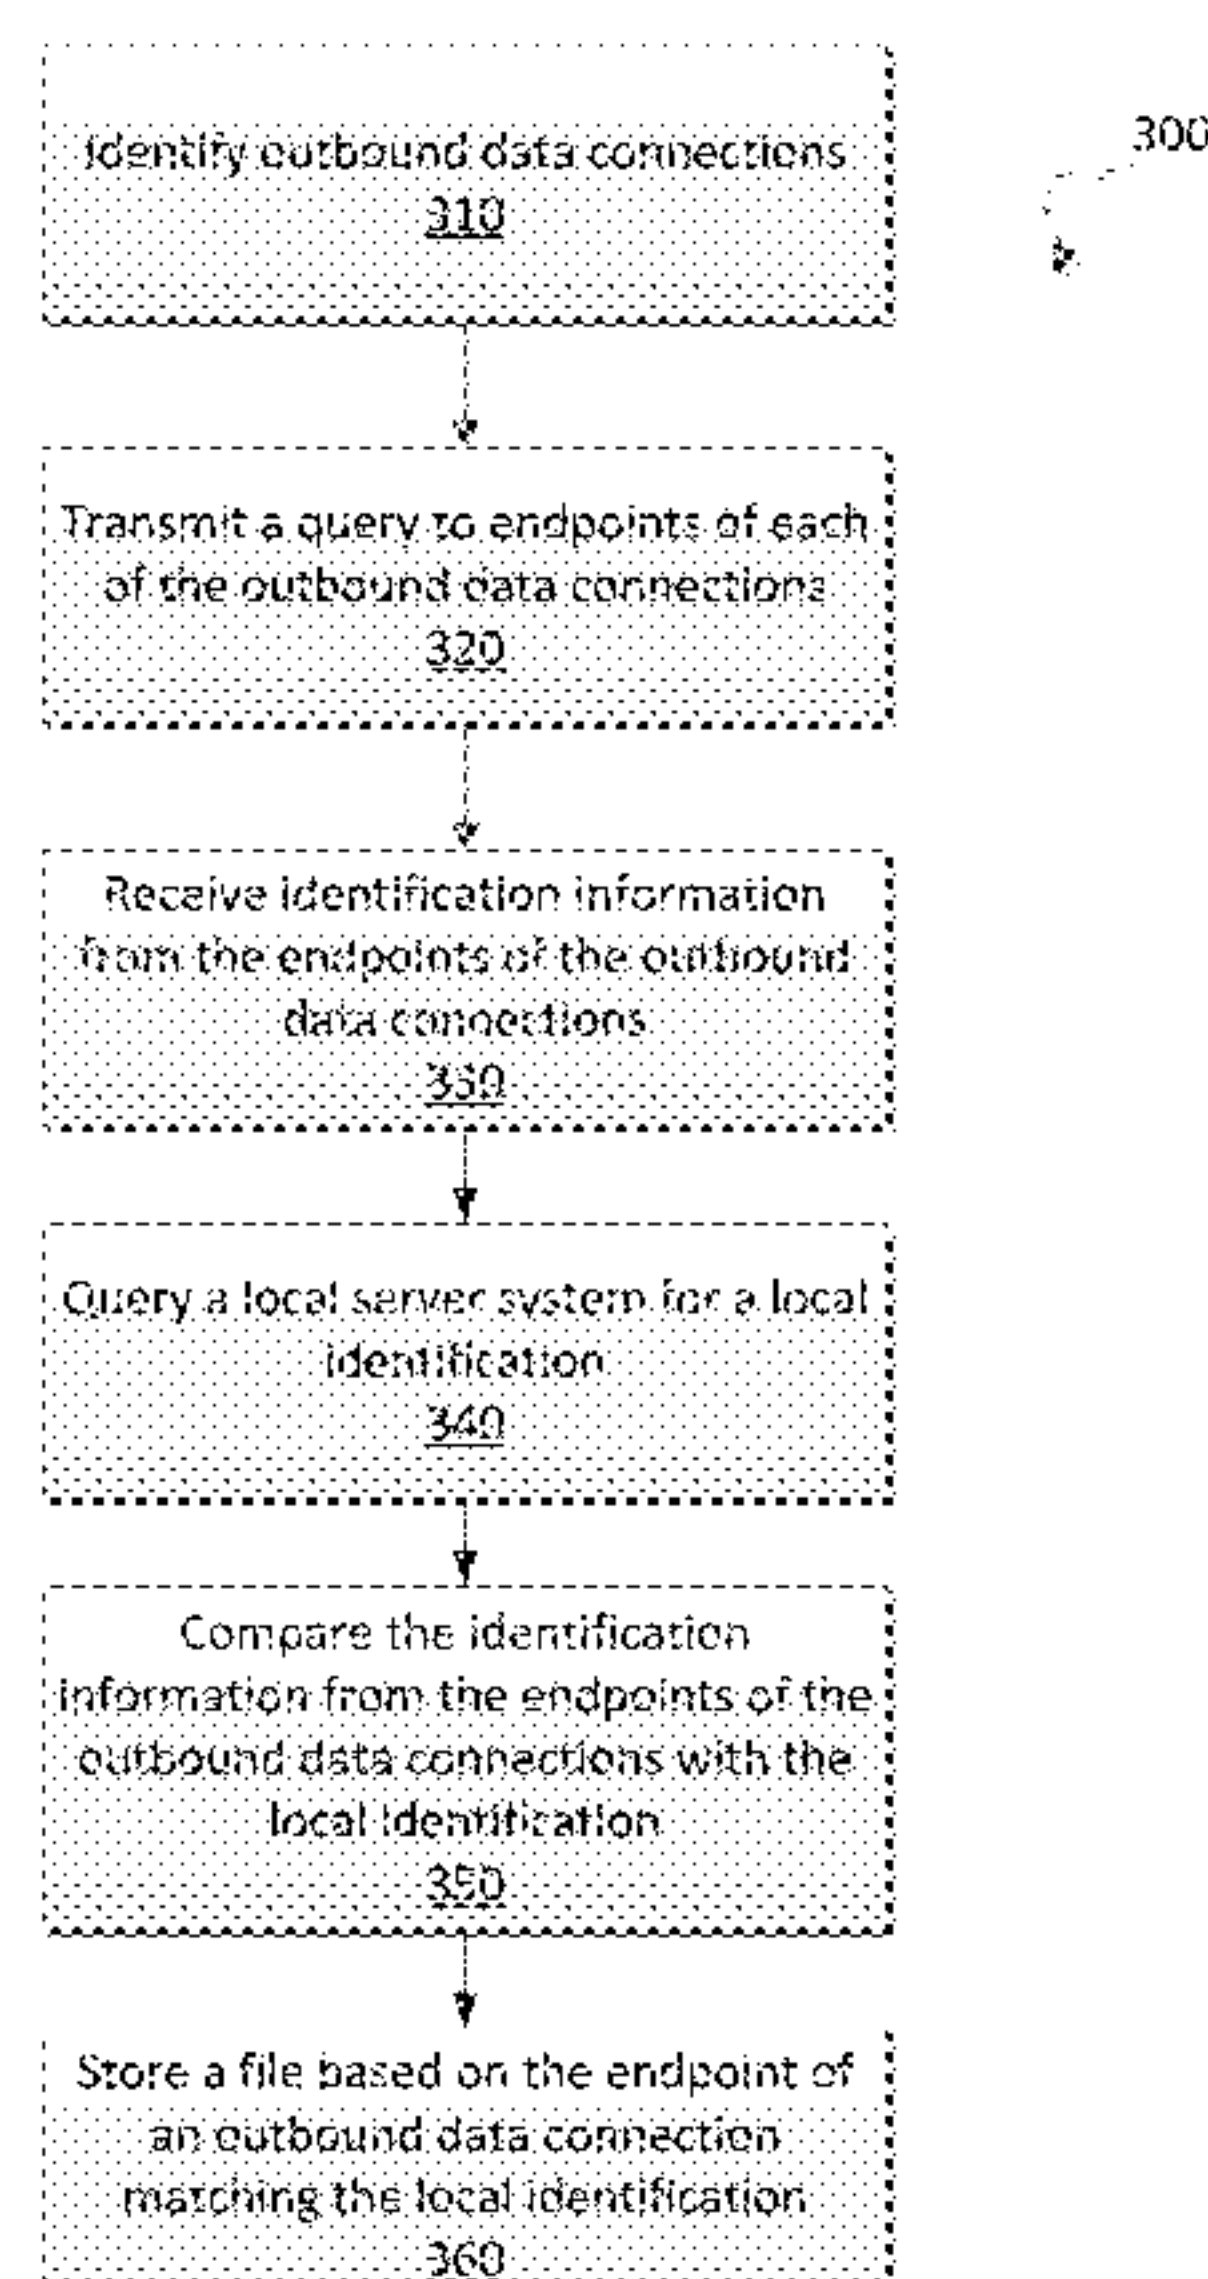 Identify outbound data connections
310
300
Transmit a query to endpoints of each
of the outbound data connections
320
Receive identification information
from the endpoints of the outbound
data connections
330
Query a local server system for a local
identification
340
Compare the identification
information from the endpoints of the
outbound data connections with the
local identification
350
Store a file based on the endpoint of
an outbound data connection
matching the local identification
360